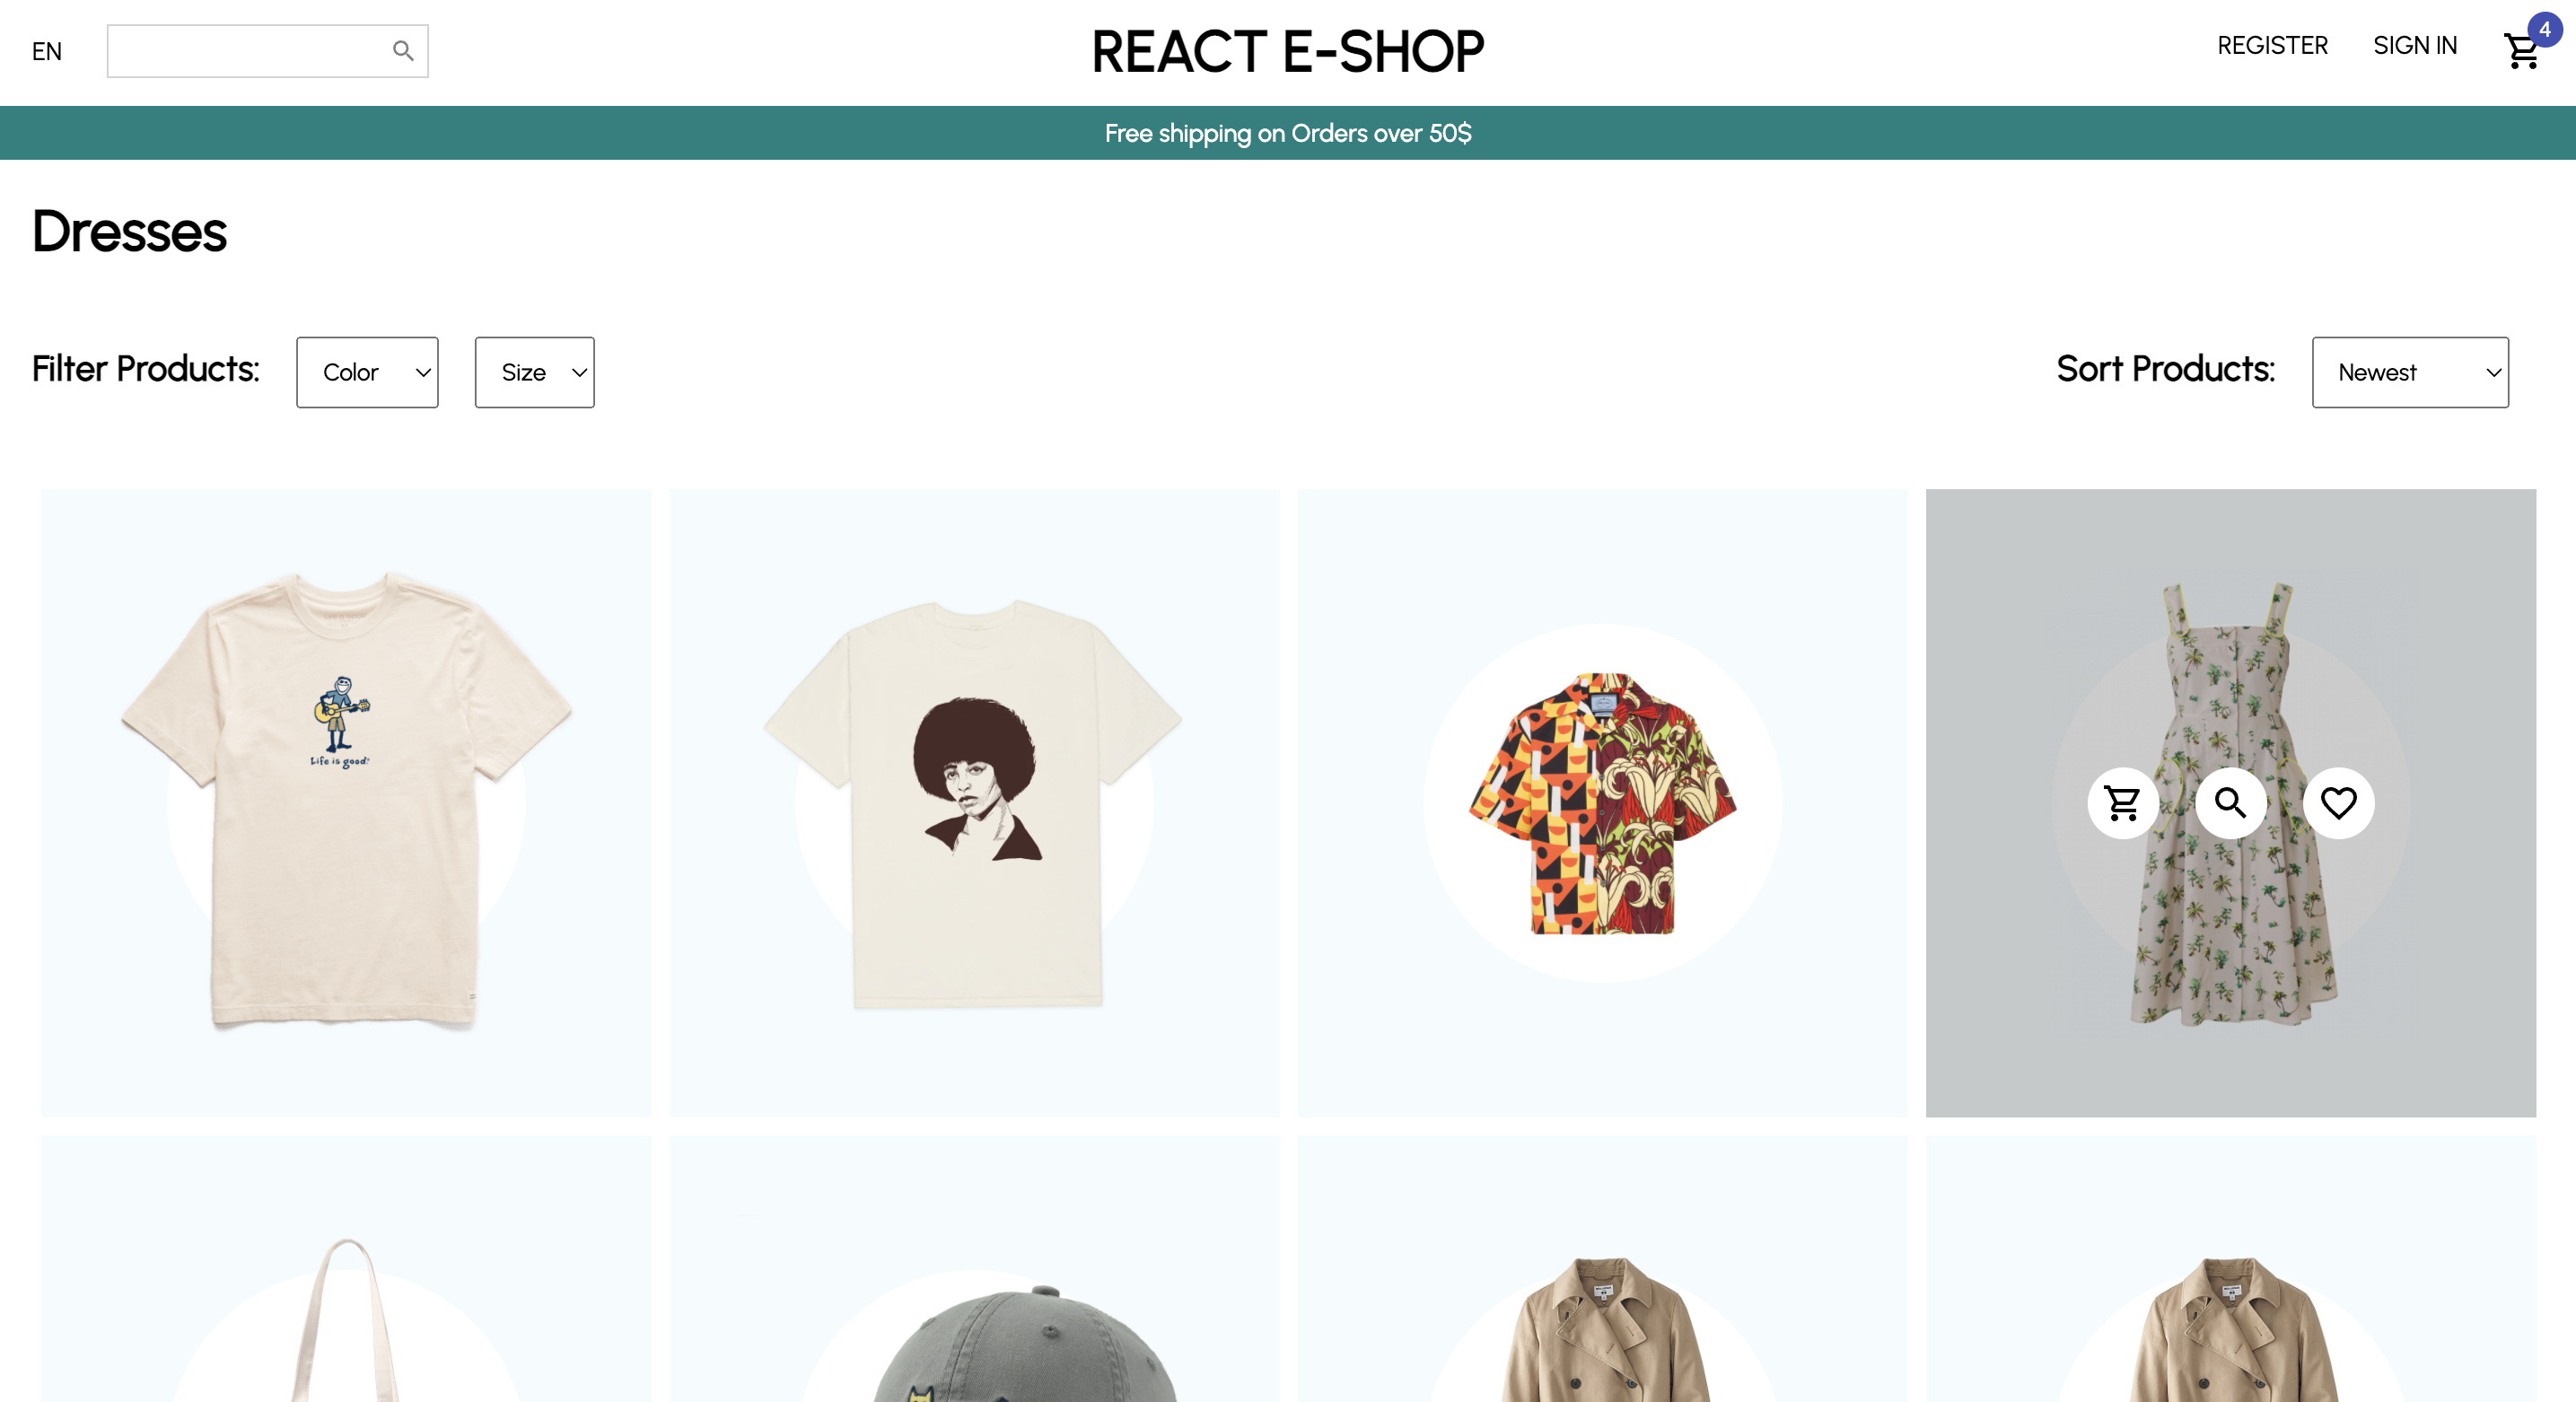 EN
REACT E-SHOP
REGISTER
SIGN IN
4
Free shipping on Orders over 50$
Dresses
Filter Products:
Color
Size
Sort Products:
Newest
Life is good